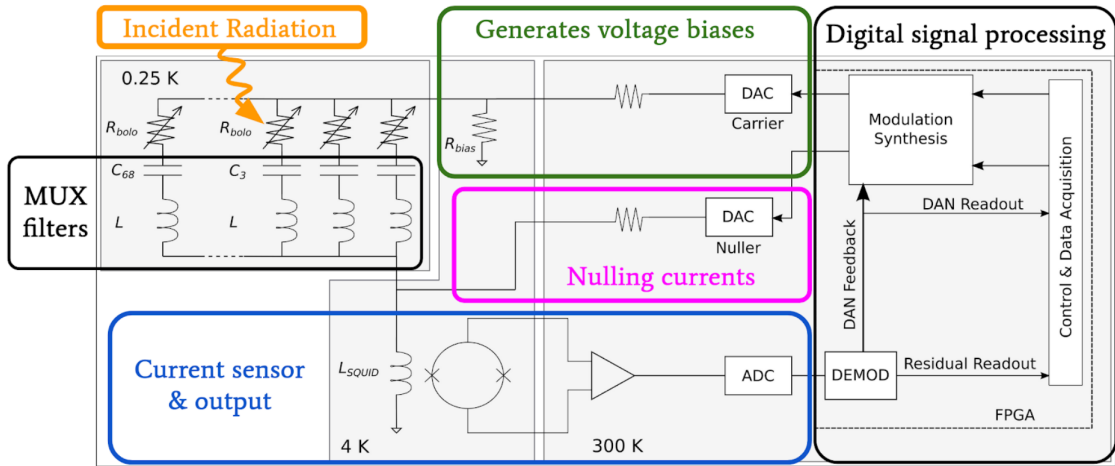 Incident Radiation
Generates voltage biases
Digital signal processing
0.25 K
DAC
Carrier
Modulation
Synthesis
R_bolo
R_bolo
R_bias
MUX
filters
C_68
C_3
L
L
DAC
Nuller
Nulling currents
DAN Readout
DAN Feedback
Control & Data Acquisition
Current sensor
& output
L_SQUID
ADC
DEMOD
Residual Readout
FPGA
4 K
300 K